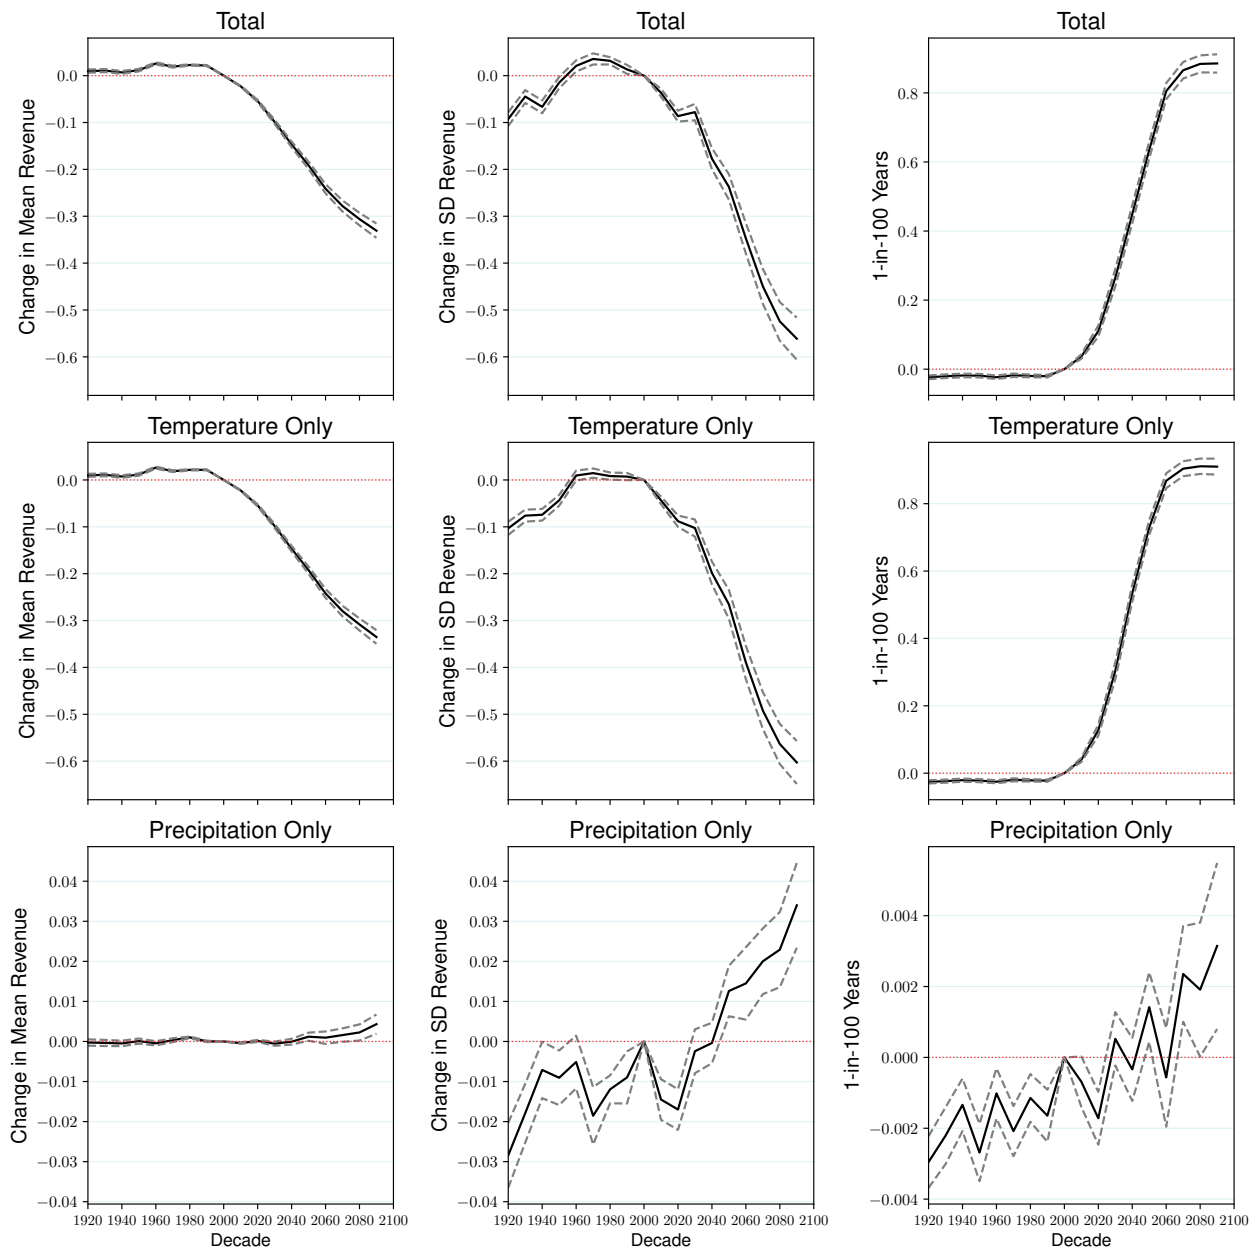 Total
Total
Total
Change in Mean Revenue
0.0
−0.1
−0.2
−0.3
−0.4
−0.5
−0.6
Change in SD Revenue
0.0
−0.1
−0.2
−0.3
−0.4
−0.5
−0.6
1-in-100 Years
0.8
0.6
0.4
0.2
0.0
Temperature Only
Temperature Only
Temperature Only
Change in Mean Revenue
0.0
−0.1
−0.2
−0.3
−0.4
−0.5
−0.6
Change in SD Revenue
0.0
−0.1
−0.2
−0.3
−0.4
−0.5
−0.6
1-in-100 Years
0.8
0.6
0.4
0.2
0.0
Precipitation Only
Precipitation Only
Precipitation Only
Change in Mean Revenue
0.04
0.03
0.02
0.01
0.00
−0.01
−0.02
−0.03
−0.04
1920 1940 1960 1980 2000 2020 2040 2060 2080 2100
Decade
Change in SD Revenue
0.04
0.03
0.02
0.01
0.00
−0.01
−0.02
−0.03
−0.04
1920 1940 1960 1980 2000 2020 2040 2060 2080 2100
Decade
1-in-100 Years
0.004
0.002
0.000
−0.002
−0.004
1920 1940 1960 1980 2000 2020 2040 2060 2080 2100
Decade